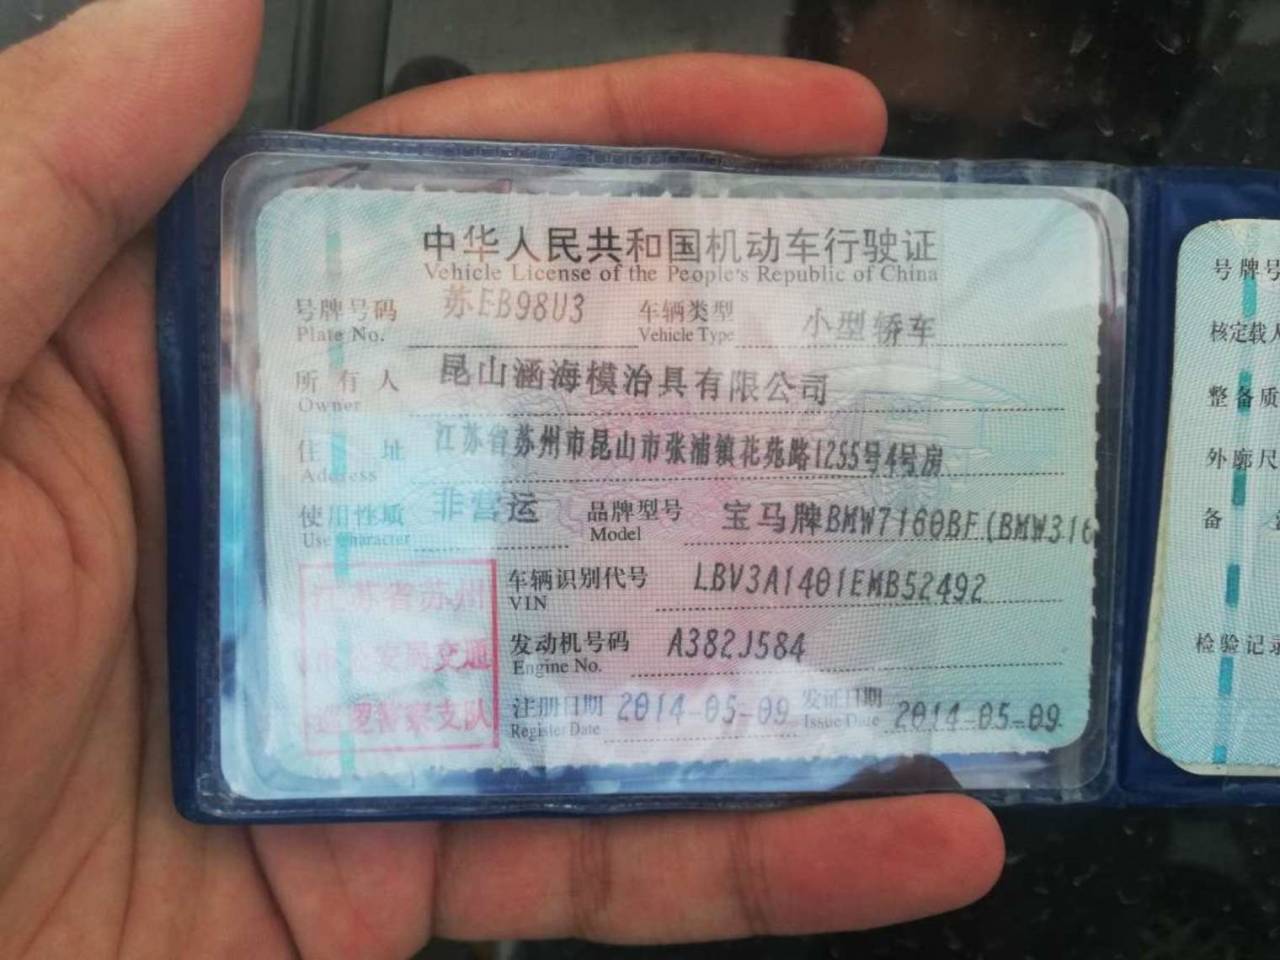 中华人民共和国机动车行驶证
Vehicle License of the People's Republic of China
号牌号码 苏EB98U3 车辆类型 小型轿车
Plate No. Vehicle Type
所有人 昆山涵海模治具有限公司
Owner
住址 江苏省苏州市昆山市张浦镇花苑路1255号4号房
Address
使用性质 非营运 品牌型号 宝马牌BMW7160BF(BMW316
Use Character Model
江苏省苏州
车辆识别代号 LBV3A1401EMB52492
VIN
公安局交通
发动机号码 A382J584
Engine No.
警察支队
注册日期 2014-05-09 发证日期 2014-05-09
Register Date Issue Date
号牌号
核定载人
整备质
外廓尺
备
检验记录